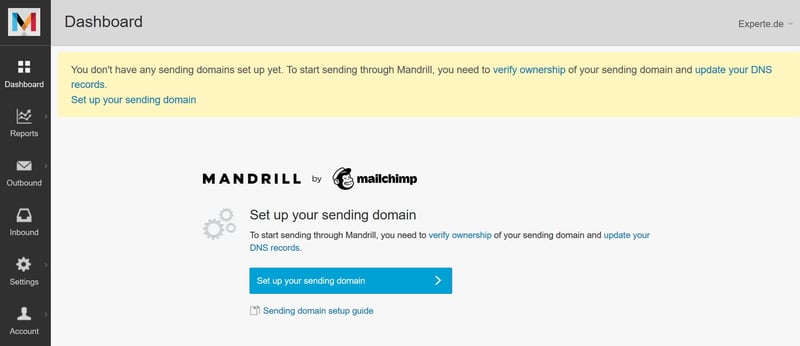 Dashboard
Experte.de
Dashboard
Reports
Outbound
Inbound
Settings
Account
You don't have any sending domains set up yet. To start sending through Mandrill, you need to verify ownership of your sending domain and update your DNS
records.
Set up your sending domain
MANDRILL by mailchimp
Set up your sending domain
To start sending through Mandrill, you need to verify ownership of your sending domain and update your
DNS records.
Set up your sending domain
Sending domain setup guide